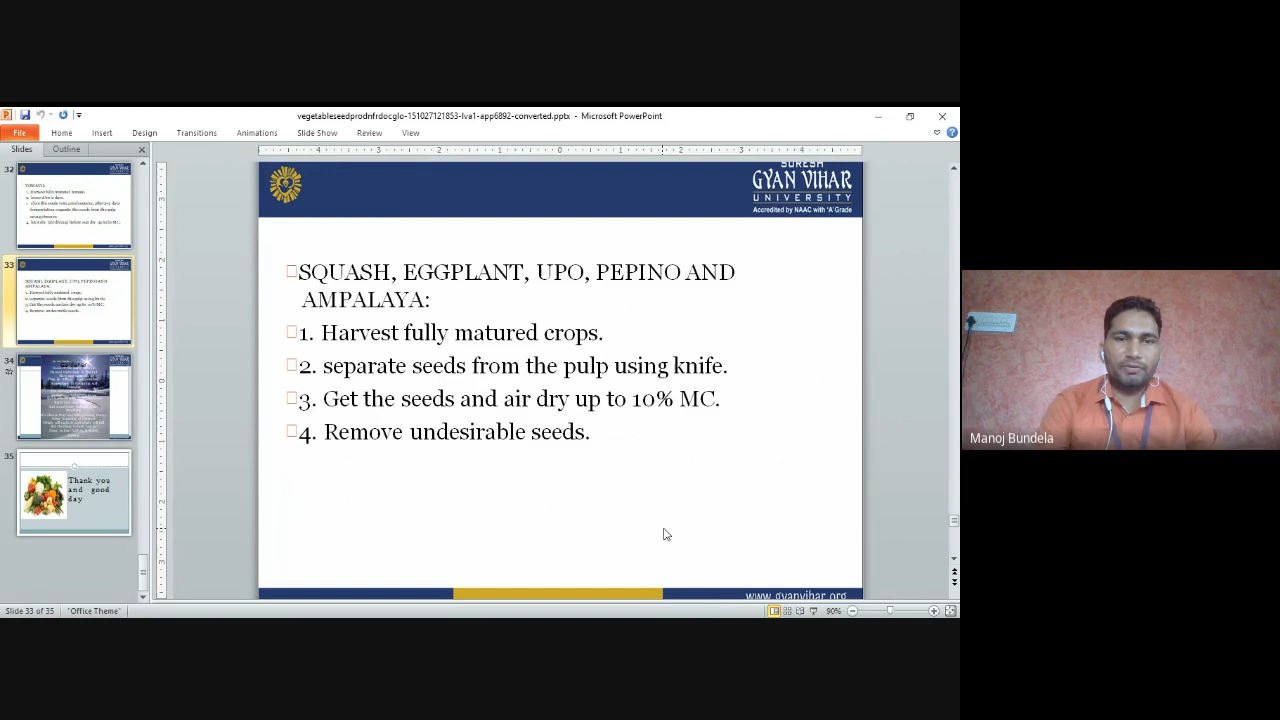 vegetableseedprodnfrdocglo-151027121853-lva1-app6892-converted.pptx - Microsoft PowerPoint
File Home Insert Design Transitions Animations Slide Show Review View
Slides Outline
32
33
34
35
Thank you
and good
day
SURESH
GYAN VIHAR
UNIVERSITY
Accredited by NAAC with 'A' Grade
SQUASH, EGGPLANT, UPO, PEPINO AND
AMPALAYA:
1. Harvest fully matured crops.
2. separate seeds from the pulp using knife.
3. Get the seeds and air dry up to 10% MC.
4. Remove undesirable seeds.
www.gyanvihar.org
Slide 33 of 35 "Office Theme" 90%
Manoj Bundela